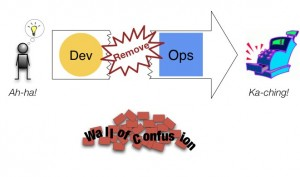 Dev
Remove
Ops
Ah-ha!
Ka-ching!
Wall of Confusion